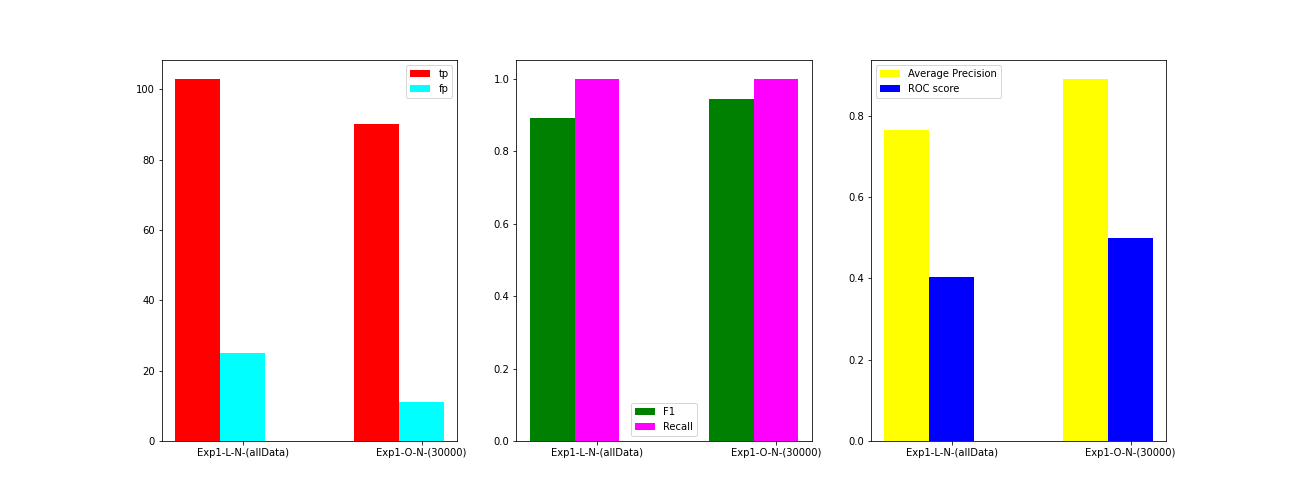 100
80
60
40
20
0
tp
fp
Exp1-L-N-(allData)
Exp1-O-N-(30000)
1.0
0.8
0.6
0.4
0.2
0.0
F1
Recall
Exp1-L-N-(allData)
Exp1-O-N-(30000)
0.8
0.6
0.4
0.2
0.0
Average Precision
ROC score
Exp1-L-N-(allData)
Exp1-O-N-(30000)